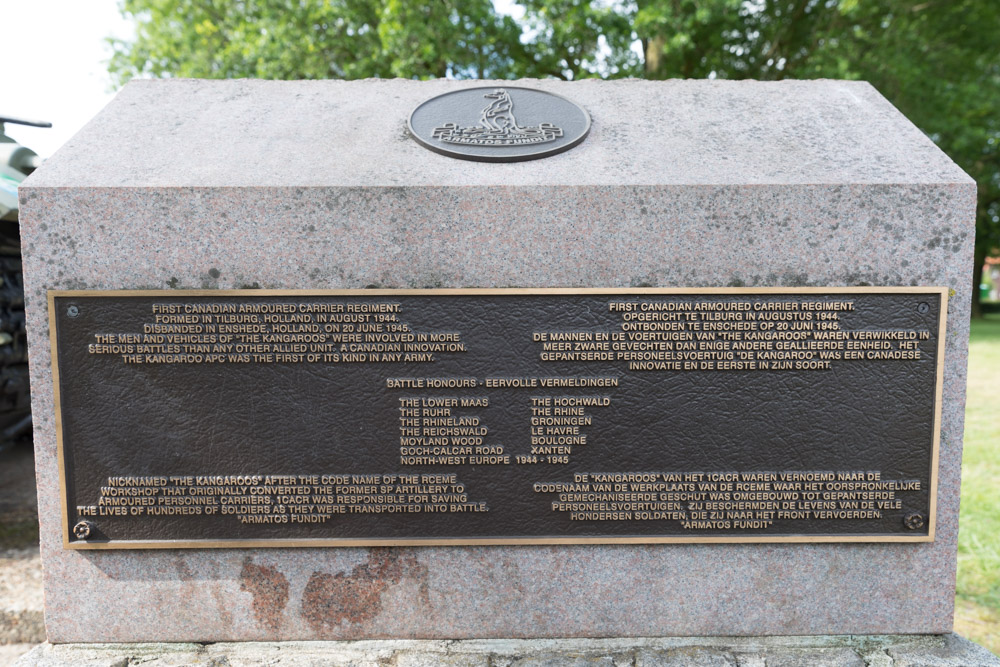 ARMATOS FUNDIT
FIRST CANADIAN ARMOURED CARRIER REGIMENT.
FORMED IN TILBURG, HOLLAND, IN AUGUST 1944.
DISBANDED IN ENSHEDE, HOLLAND, ON 20 JUNE 1945.
THE MEN AND VEHICLES OF "THE KANGAROOS" WERE INVOLVED IN MORE
SERIOUS BATTLES THAN ANY OTHER ALLIED UNIT. A CANADIAN INNOVATION.
THE KANGAROO APC WAS THE FIRST OF ITS KIND IN ANY ARMY.
FIRST CANADIAN ARMOURED CARRIER REGIMENT.
OPGERICHT TE TILBURG IN AUGUSTUS 1944.
ONTBONDEN TE ENSCHEDE OP 20 JUNI 1945.
DE MANNEN EN DE VOERTUIGEN VAN "THE KANGAROOS" WAREN VERWIKKELD IN
MEER ZWARE GEVECHTEN DAN ENIGE ANDERE GEALLIEERDE EENHEID. HET
GEPANTSERDE PERSONEELSVOERTUIG "DE KANGAROO" WAS EEN CANADESE
INNOVATIE EN DE EERSTE IN ZIJN SOORT.
BATTLE HONOURS - EERVOLLE VERMELDINGEN
THE LOWER MAAS
THE RUHR
THE RHINELAND
THE REICHSWALD
MOYLAND WOOD
GOCH-CALCAR ROAD
THE HOCHWALD
THE RHINE
GRONINGEN
LE HAVRE
BOULOGNE
XANTEN
NORTH-WEST EUROPE 1944 - 1945
NICKNAMED "THE KANGAROOS" AFTER THE CODE NAME OF THE RCEME
WORKSHOP THAT ORIGINALLY CONVERTED THE FORMER SP ARTILLERY TO
ARMOURED PERSONNEL CARRIERS, 1CACR WAS RESPONSIBLE FOR SAVING
THE LIVES OF HUNDREDS OF SOLDIERS AS THEY WERE TRANSPORTED INTO BATTLE.
"ARMATOS FUNDIT"
DE "KANGAROOS" VAN HET 1CACR WAREN VERNOEMD NAAR DE
CODENAAM VAN DE WERKPLAATS VAN DE RCEME WAAR HET OORSPRONKELIJKE
GEMECHANISEERDE GESCHUT WAS OMGEBOUWD TOT GEPANTSERDE
PERSONEELSVOERTUIGEN. ZIJ BESCHERMDEN DE LEVENS VAN DE VELE
HONDERSEN SOLDATEN, DIE ZIJ NAAR HET FRONT VERVOERDEN.
"ARMATOS FUNDIT"